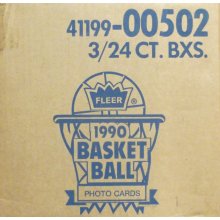 41199-00502
3/24 CT. BXS.
FLEER
1990
BASKET
BALL
PHOTO CARDS